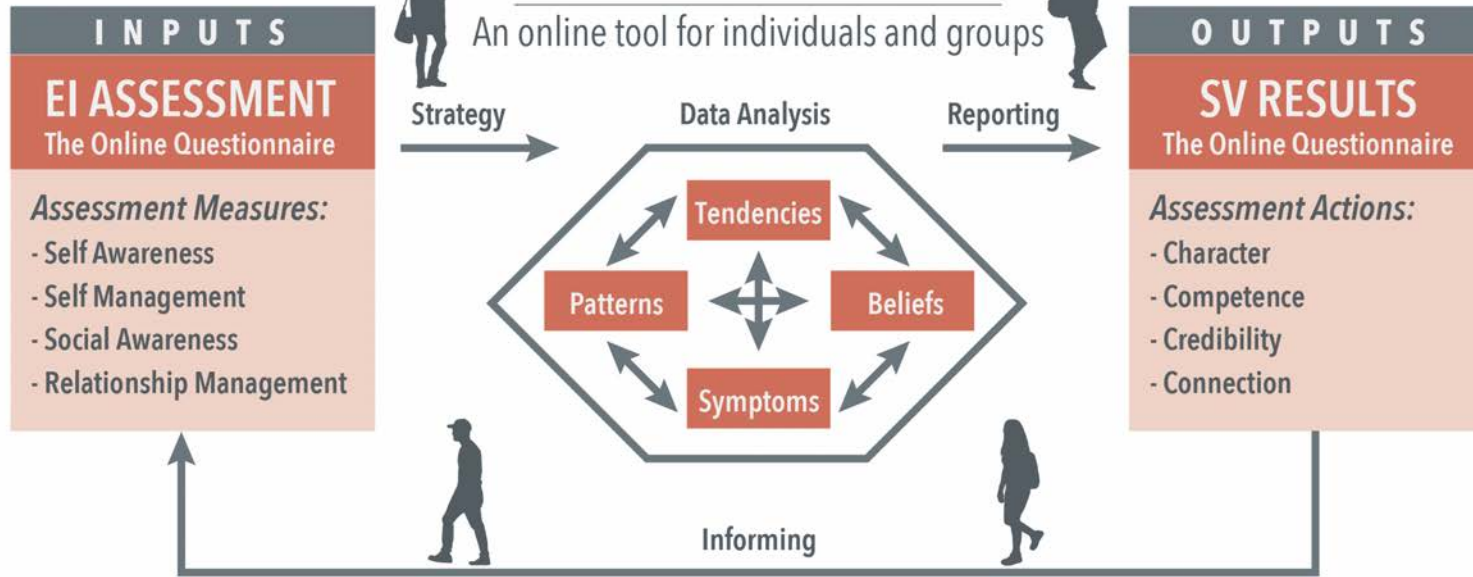 INPUTS
EI ASSESSMENT
The Online Questionnaire
Assessment Measures:
- Self Awareness
- Self Management
- Social Awareness
- Relationship Management
An online tool for individuals and groups
Strategy
Data Analysis
Reporting
Tendencies
Patterns
Beliefs
Symptoms
Informing
OUTPUTS
SV RESULTS
The Online Questionnaire
Assessment Actions:
- Character
- Competence
- Credibility
- Connection